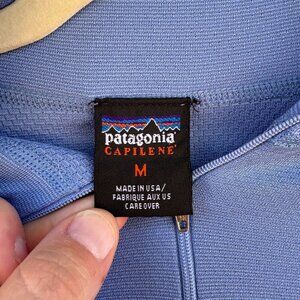 patagonia®
CAPILENE®
M
MADE IN USA/
FABRIQUE AUX US
CARE OVER